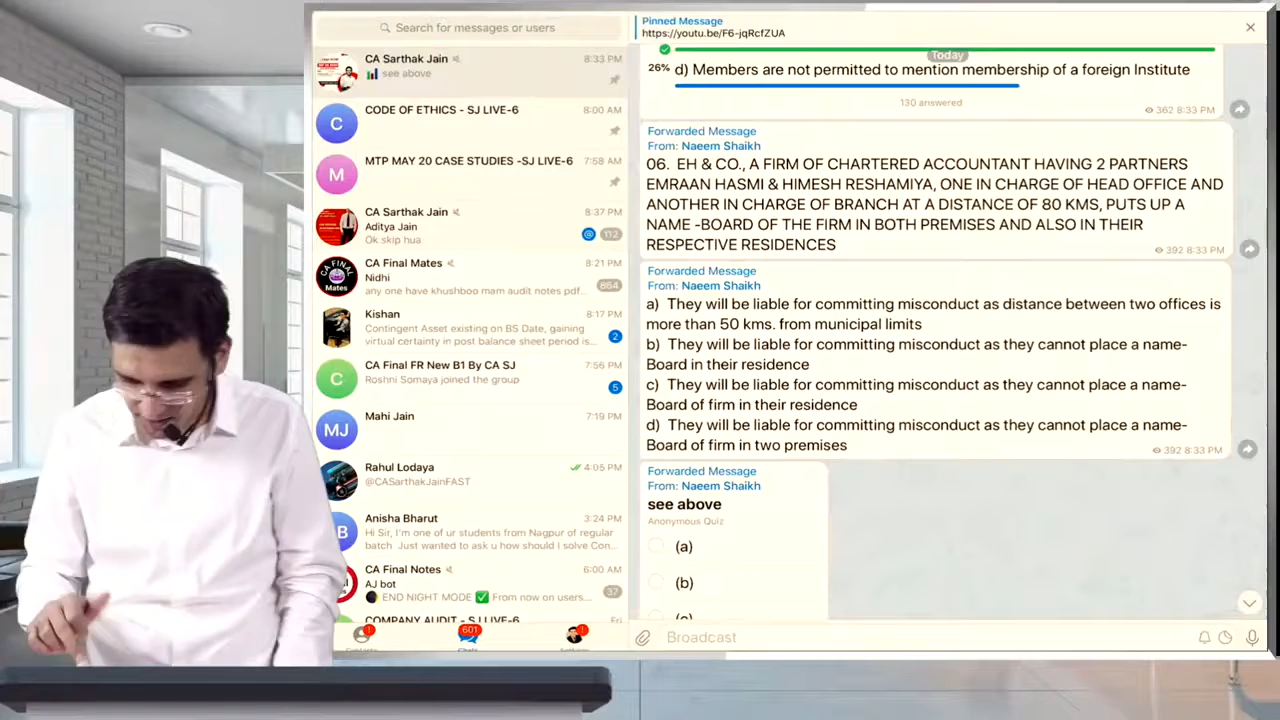 Search for messages or users
CA Sarthak Jain 8:33 PM
see above
CODE OF ETHICS - SJ LIVE-6 8:00 AM
C
MTP MAY 20 CASE STUDIES -SJ LIVE-6 7:58 AM
M
CA Sarthak Jain 8:37 PM
Aditya Jain
Ok skip hua @ 112
CA Final Mates 8:21 PM
CA FINAL Mates
Nidhi
any one have khushboo mam audit notes pdf... 864
Kishan 8:17 PM
Contingent Asset existing on BS Date, gaining
virtual certainty in post balance sheet period is... 2
CA Final FR New B1 By CA SJ 7:56 PM
C
Roshni Somaya joined the group 5
Mahi Jain 7:19 PM
MJ
Rahul Lodaya 4:05 PM
@CASarthakJainFAST
Anisha Bharut 3:24 PM
B
Hi Sir, I'm one of ur students from Nagpur of regular
batch Just wanted to ask u how should I solve Con...
CA Final Notes 6:00 AM
AJ bot
END NIGHT MODE From now on users... 37
COMPANY AUDIT - SJ LIVE-6 Fri
1 601 1
Chats
Pinned Message
https://youtu.be/F6-jqRcfZUA
Today
26% d) Members are not permitted to mention membership of a foreign Institute
130 answered
362 8:33 PM
Forwarded Message
From: Naeem Shaikh
06. EH & CO., A FIRM OF CHARTERED ACCOUNTANT HAVING 2 PARTNERS
EMRAAN HASMI & HIMESH RESHAMIYA, ONE IN CHARGE OF HEAD OFFICE AND
ANOTHER IN CHARGE OF BRANCH AT A DISTANCE OF 80 KMS, PUTS UP A
NAME -BOARD OF THE FIRM IN BOTH PREMISES AND ALSO IN THEIR
RESPECTIVE RESIDENCES
392 8:33 PM
Forwarded Message
From: Naeem Shaikh
a) They will be liable for committing misconduct as distance between two offices is
more than 50 kms. from municipal limits
b) They will be liable for committing misconduct as they cannot place a name-
Board in their residence
c) They will be liable for committing misconduct as they cannot place a name-
Board of firm in their residence
d) They will be liable for committing misconduct as they cannot place a name-
Board of firm in two premises
392 8:33 PM
Forwarded Message
From: Naeem Shaikh
see above
Anonymous Quiz
(a)
(b)
Broadcast